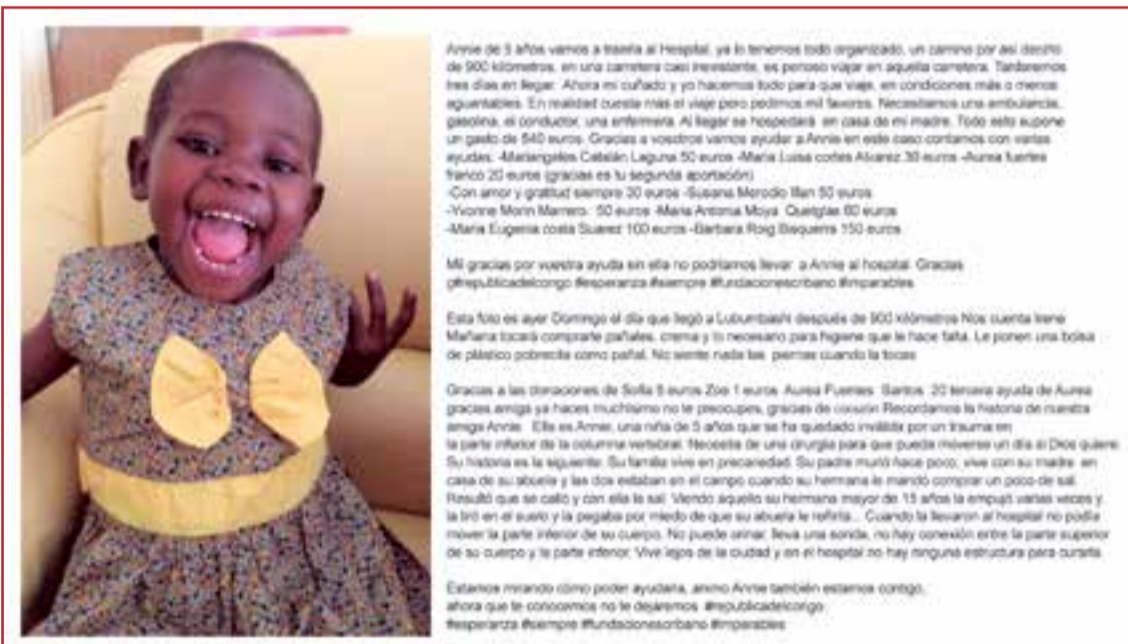 Annie de 5 años vamos a traerla al Hospital, ya lo tenemos todo organizado, un camino por así decirlo
de 900 kilómetros, en una carretera casi inexistente, es penoso viajar en aquella carretera. Tardaremos
tres días en llegar. Ahora mi cuñado y yo hacemos todo para que viaje, en condiciones más o menos
aguantables. En realidad cuesta más el viaje pero pedimos mil favores. Necesitamos una ambulancia,
gasolina, el conductor, una enfermera. Al llegar se hospedará en casa de mi madre. Todo esto supone
un gasto de 540 euros. Gracias a vosotros vamos ayudar a Annie en este caso contamos con varias
ayudas: -Mariangeles Catalán Laguna 50 euros -Maria Luisa cortes Alvarez 30 euros -Aurea fuertes
franco 20 euros (gracias es tu segunda aportación)
-Con amor y gratitud siempre 30 euros -Susana Merodio Illan 50 euros
-Yvonne Morin Marrero. 50 euros -Maria Antonia Moya Quetglas 60 euros
-Maria Eugenia costa Suarez 100 euros -Barbara Roig Bisquerra 150 euros
Mil gracias por vuestra ayuda sin ella no podríamos llevar a Annie al hospital. Gracias
#republicadelcongo #esperanza #siempre #fundacionescribano #imparables
Esta foto es ayer Domingo el día que llegó a Lubumbashi después de 900 kilómetros Nos cuenta Irene
Mañana tocará comprarle pañales, crema y lo necesario para higiene que le hace falta. Le ponen una bolsa
de plástico pobrecita como pañal. No siente nada las piernas cuando la tocas
Gracias a las donaciones de Sofia 5 euros Zoe 1 euros Aurea Fuentes Santos 20 tercera ayuda de Aurea
gracias amiga ya haces muchísimo no te preocupes, gracias de corazón Recordamos la historia de nuestra
amiga Annie. Ella es Annie, una niña de 5 años que se ha quedado inválida por un trauma en
la parte inferior de la columna vertebral. Necesita de una cirugía para que pueda moverse un día si Dios quiere.
Su historia es la siguiente: Su familia vive en precariedad. Su padre murió hace poco, vive con su madre en
casa de su abuela y las dos estaban en el campo cuando su hermana le mandó comprar un poco de sal.
Resultó que se cayó y con ella la sal. Viendo aquello su hermana mayor de 15 años la empujó varias veces y
la tiró en el suelo y la pegaba por miedo de que su abuela le reñiría... Cuando la llevaron al hospital no podía
mover la parte inferior de su cuerpo. No puede orinar, lleva una sonda, no hay conexión entre la parte superior
de su cuerpo y la parte inferior. Vive lejos de la ciudad y en el hospital no hay ninguna estructura para curarla.
Estamos mirando cómo poder ayudarla, animo Annie también estamos contigo,
ahora que te conocemos no te dejaremos #republicadelcongo
#esperanza #siempre #fundacionescribano #imparables